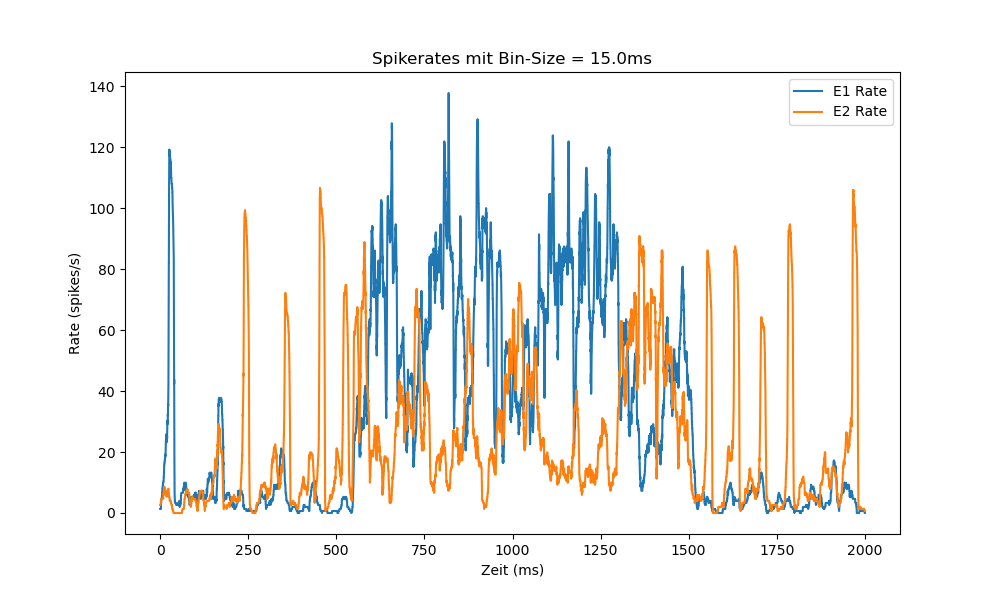 Spikerates mit Bin-Size = 15.0ms
E1 Rate
E2 Rate
Rate (spikes/s)
140
120
100
80
60
40
20
0
0 250 500 750 1000 1250 1500 1750 2000
Zeit (ms)